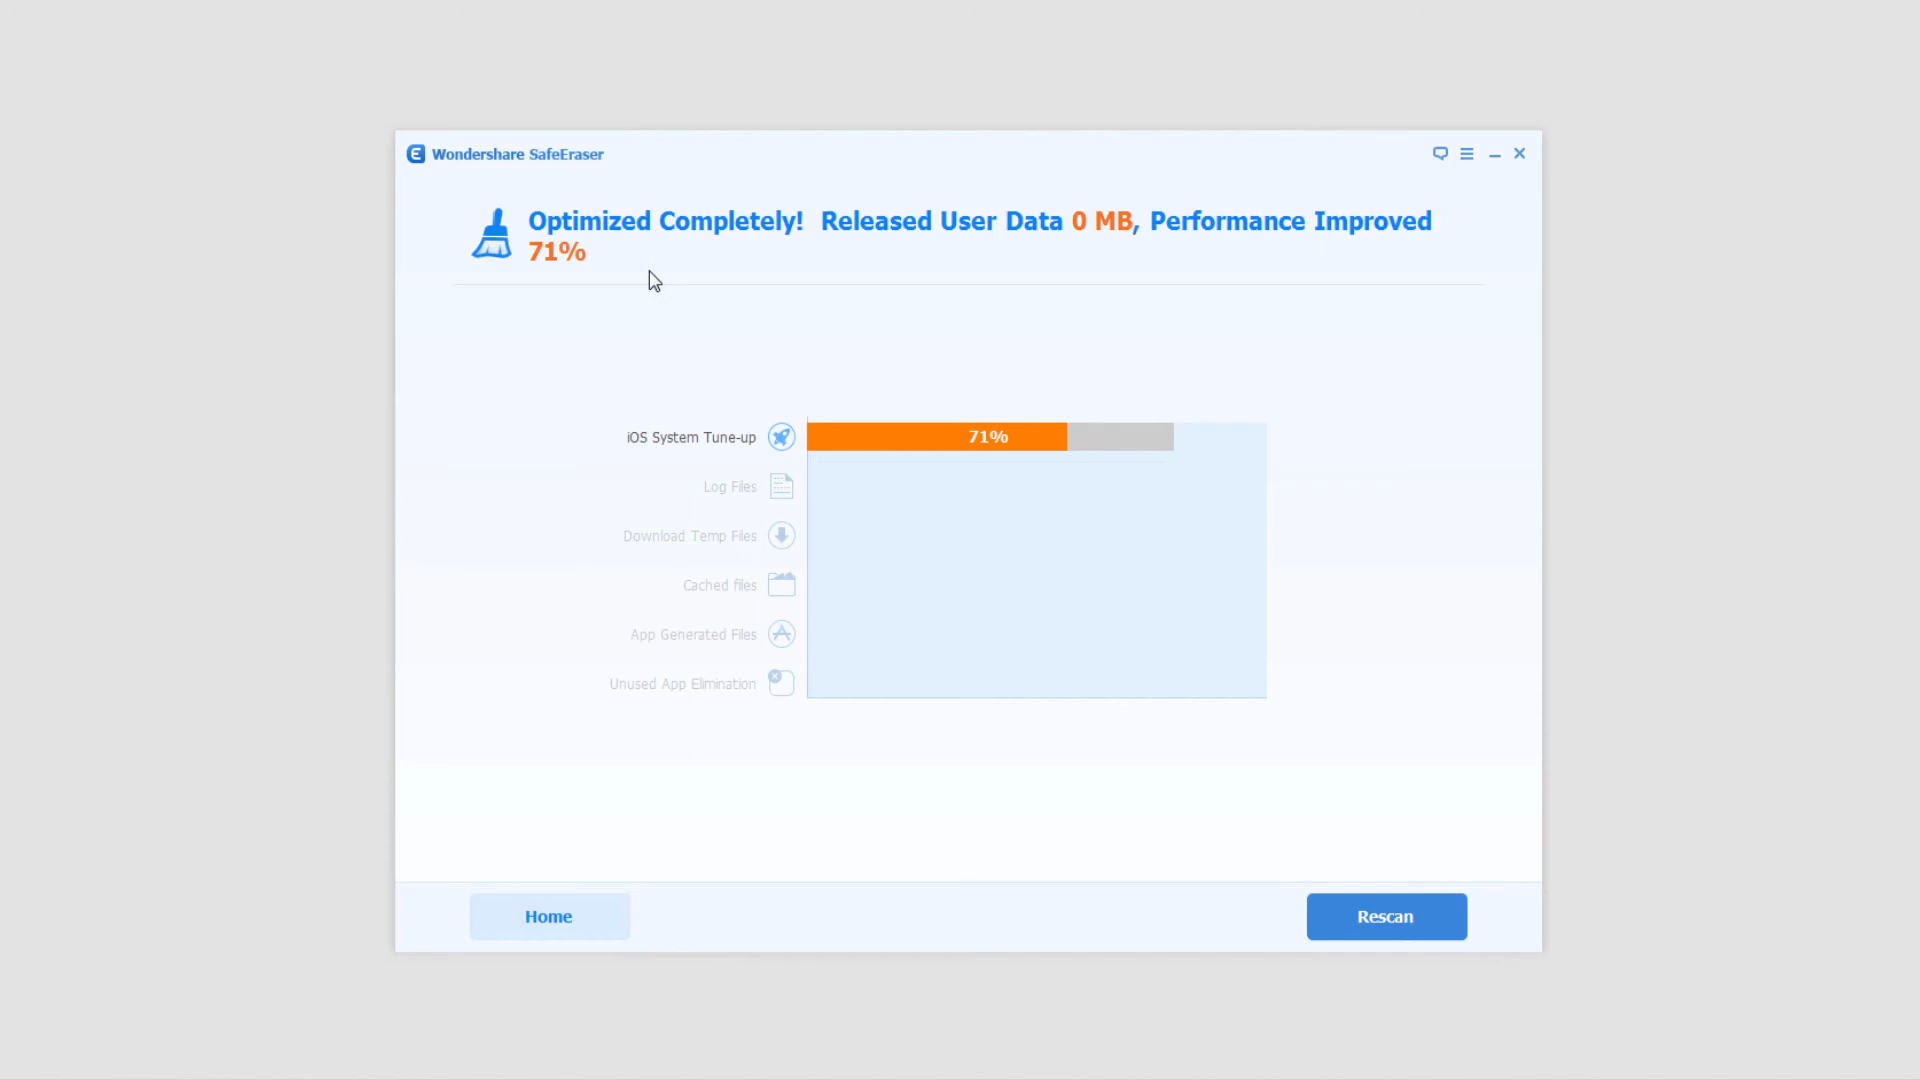 Wondershare SafeEraser
Optimized Completely! Released User Data 0 MB, Performance Improved
71%
iOS System Tune-up
71%
Log Files
Download Temp Files
Cached files
App Generated Files
Unused App Elimination
Home
Rescan